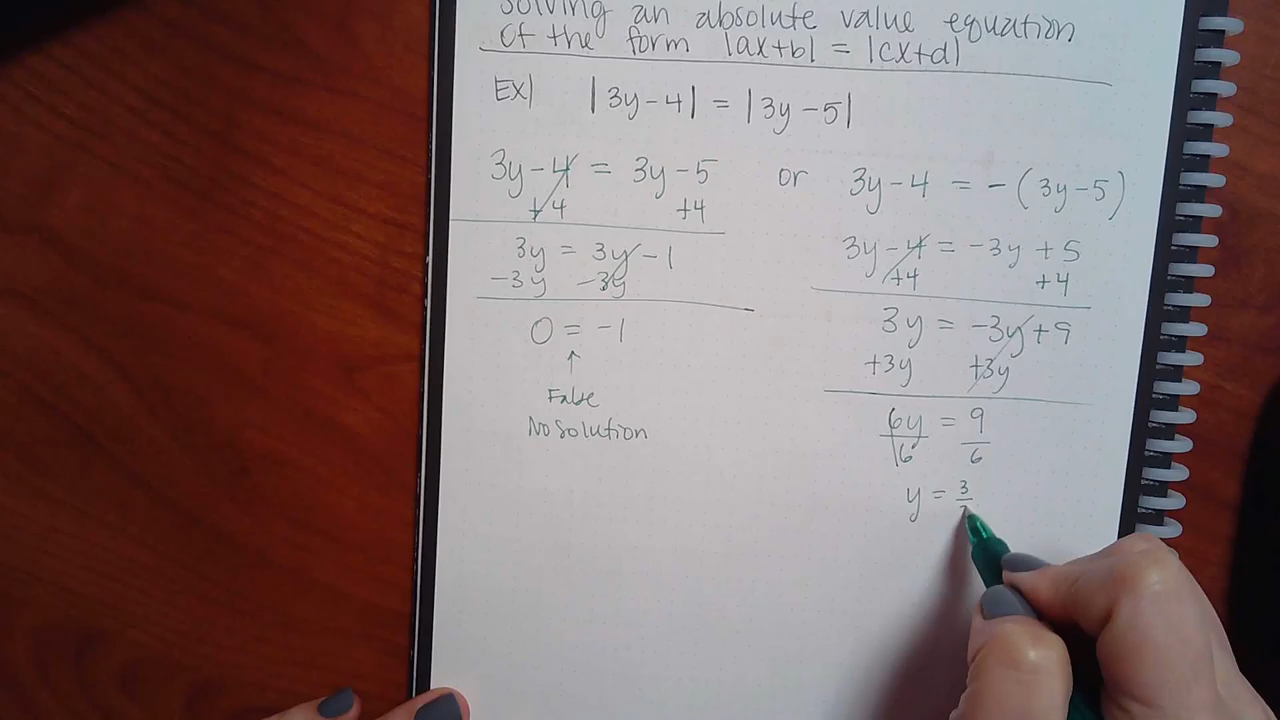 Solving an absolute value equation
of the form |ax+b| = |cx+d|
Ex| |3y-4| = |3y-5|
3y-4 = 3y-5 or 3y-4 = -(3y-5)
+4 +4
3y = 3y-1
-3y -3y
0 = -1
↑
False
No solution
3y-4 = -3y+5
+4 +4
3y = -3y+9
+3y +3y
6y = 9
6 6
y = 3